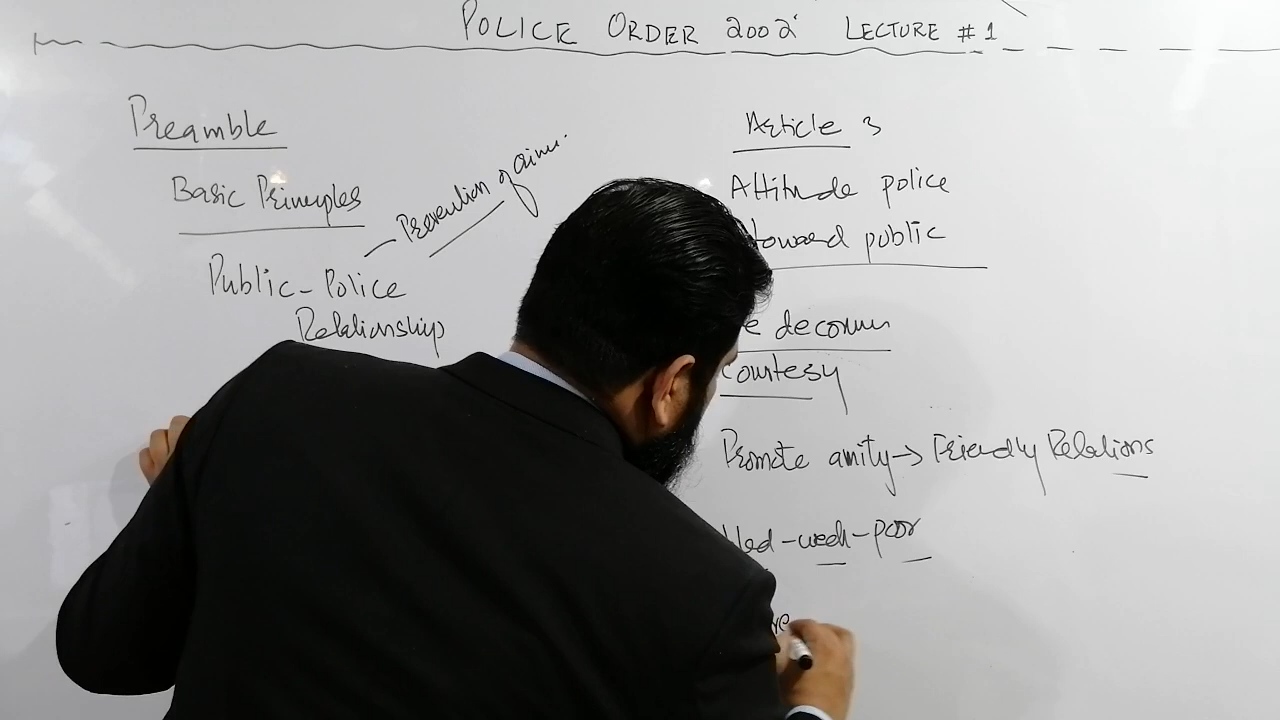 POLICE ORDER 2002 LECTURE # 1
Preamble
Basic Principles
Prevention of crime.
Public-Police
Relationship
Article 3
Attitude police
toward public
decorum
courtesy
Promote amity → Friendly Relations
-weak-poor